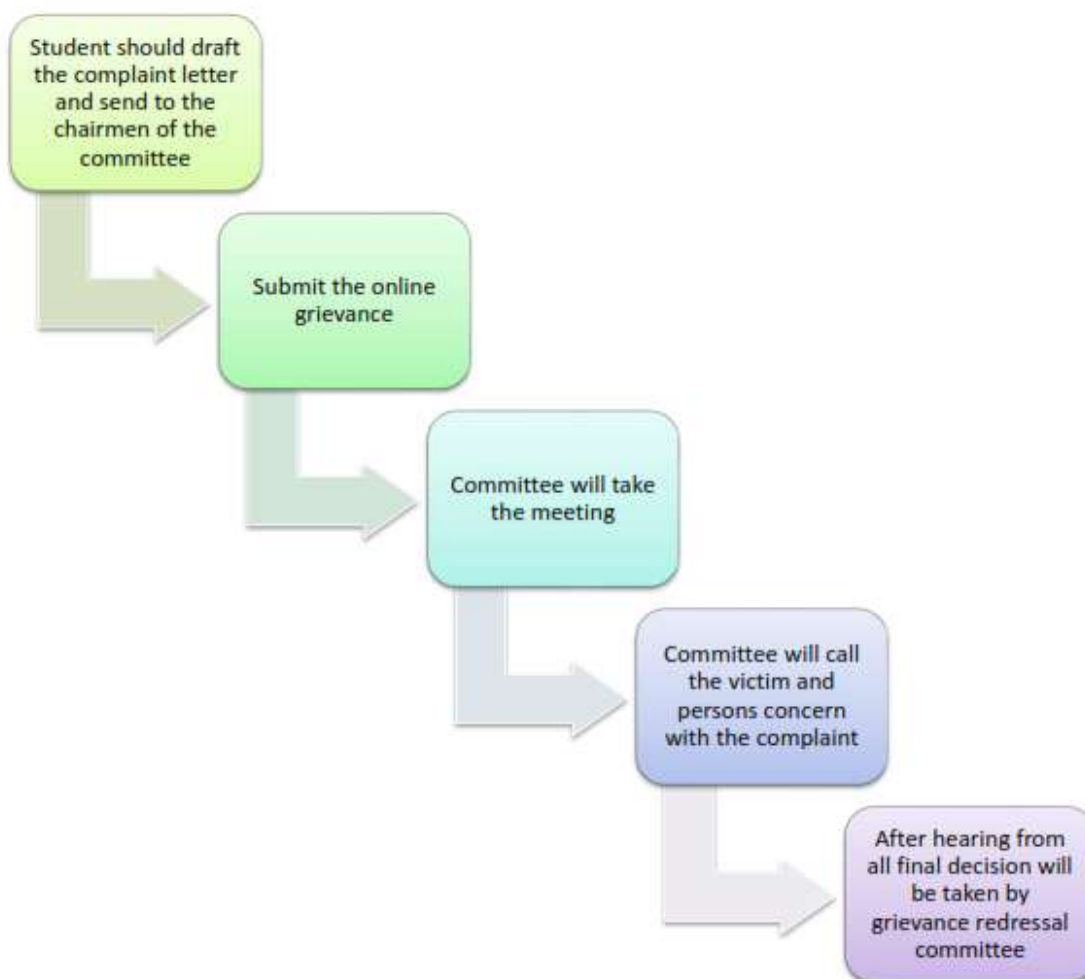 Student should draft
the complaint letter
and send to the
chairmen of the
committee
Submit the online
grievance
Committee will take
the meeting
Committee will call
the victim and
persons concern
with the complaint
After hearing from
all final decision will
be taken by
grievance redressal
committee